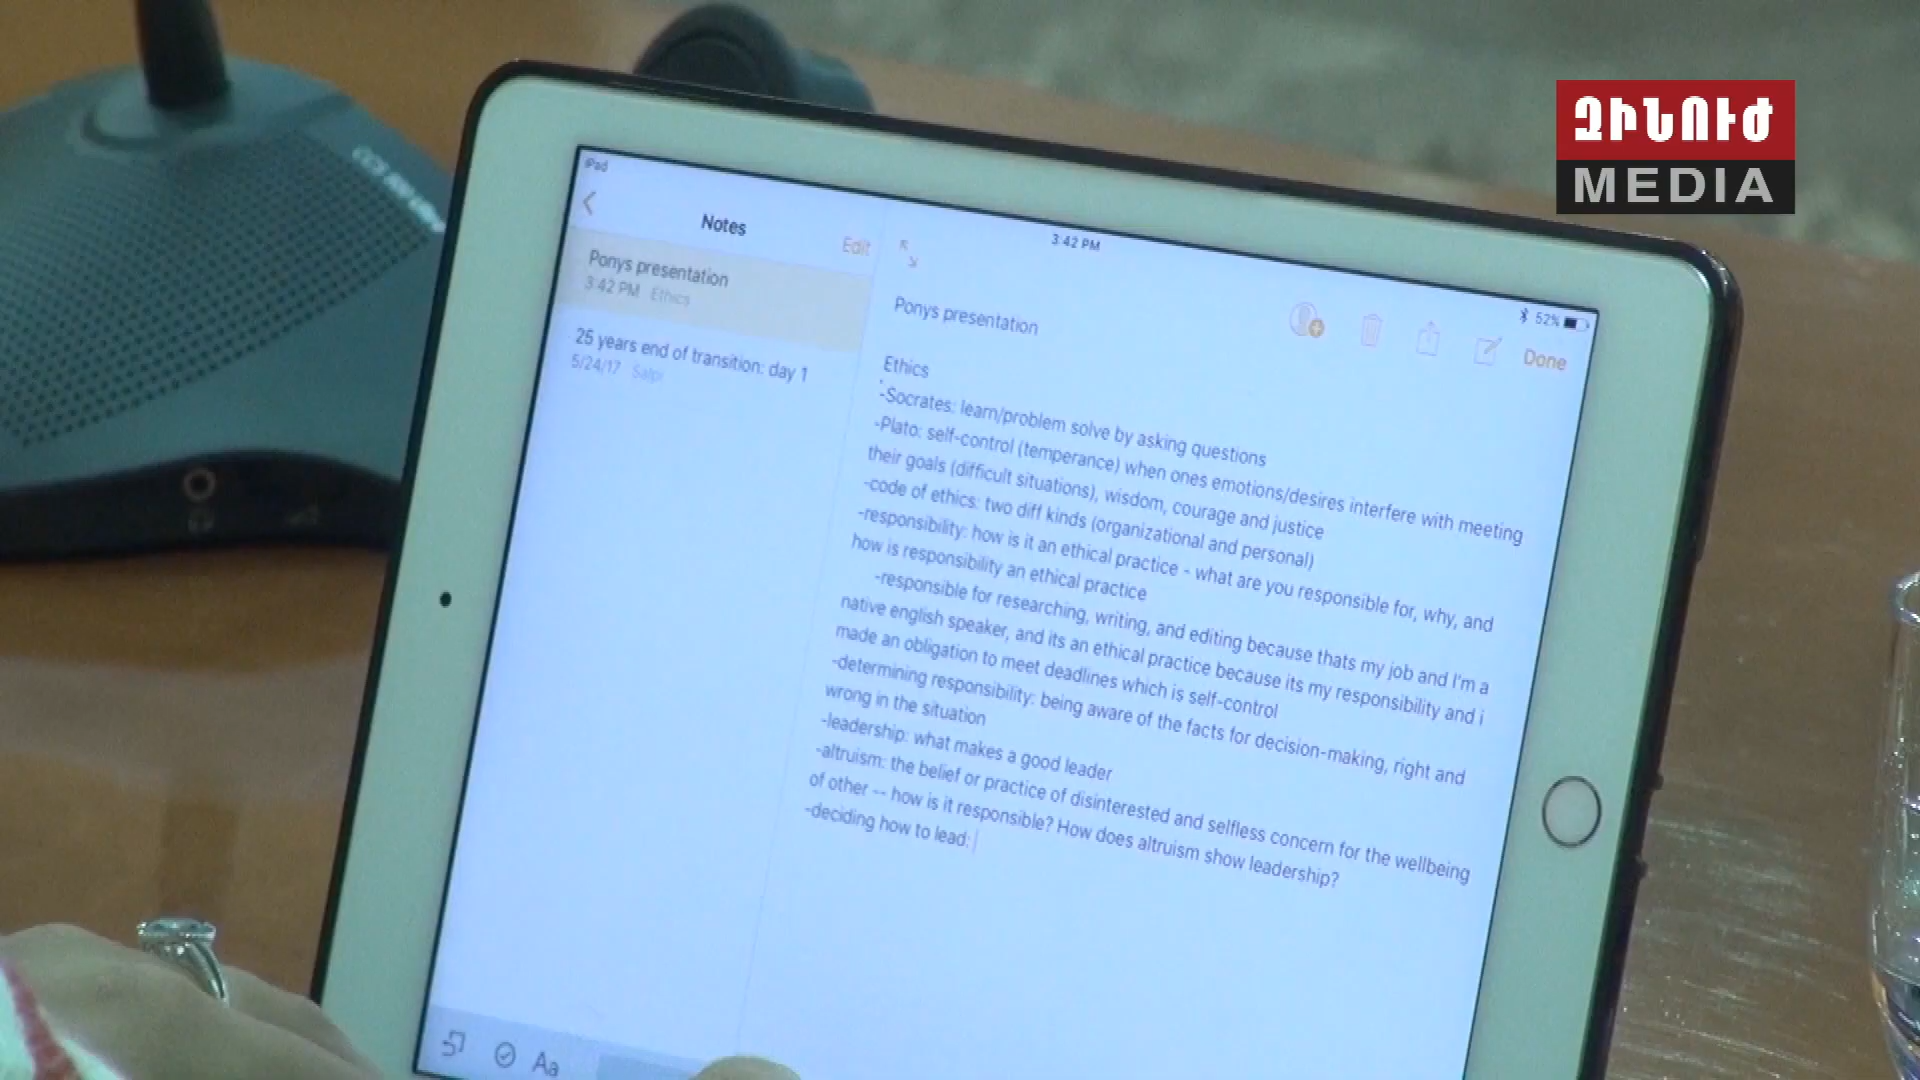 ԶԻՆՈւԺ
MEDIA
iPad
3:42 PM
52%
Notes
Edit
Done
Ponys presentation
3:42 PM Ethics
25 years end of transition: day 1
5/24/17 Salpi
Ponys presentation
Ethics
-Socrates: learn/problem solve by asking questions
-Plato: self-control (temperance) when ones emotions/desires interfere with meeting
their goals (difficult situations), wisdom, courage and justice
-code of ethics: two diff kinds (organizational and personal)
-responsibility: how is it an ethical practice - what are you responsible for, why, and
how is responsibility an ethical practice
-responsible for researching, writing, and editing because thats my job and I'm a
native english speaker, and its an ethical practice because its my responsibility and i
made an obligation to meet deadlines which is self-control
-determining responsibility: being aware of the facts for decision-making, right and
wrong in the situation
-leadership: what makes a good leader
-altruism: the belief or practice of disinterested and selfless concern for the wellbeing
of other -- how is it responsible? How does altruism show leadership?
-deciding how to lead:
Aa